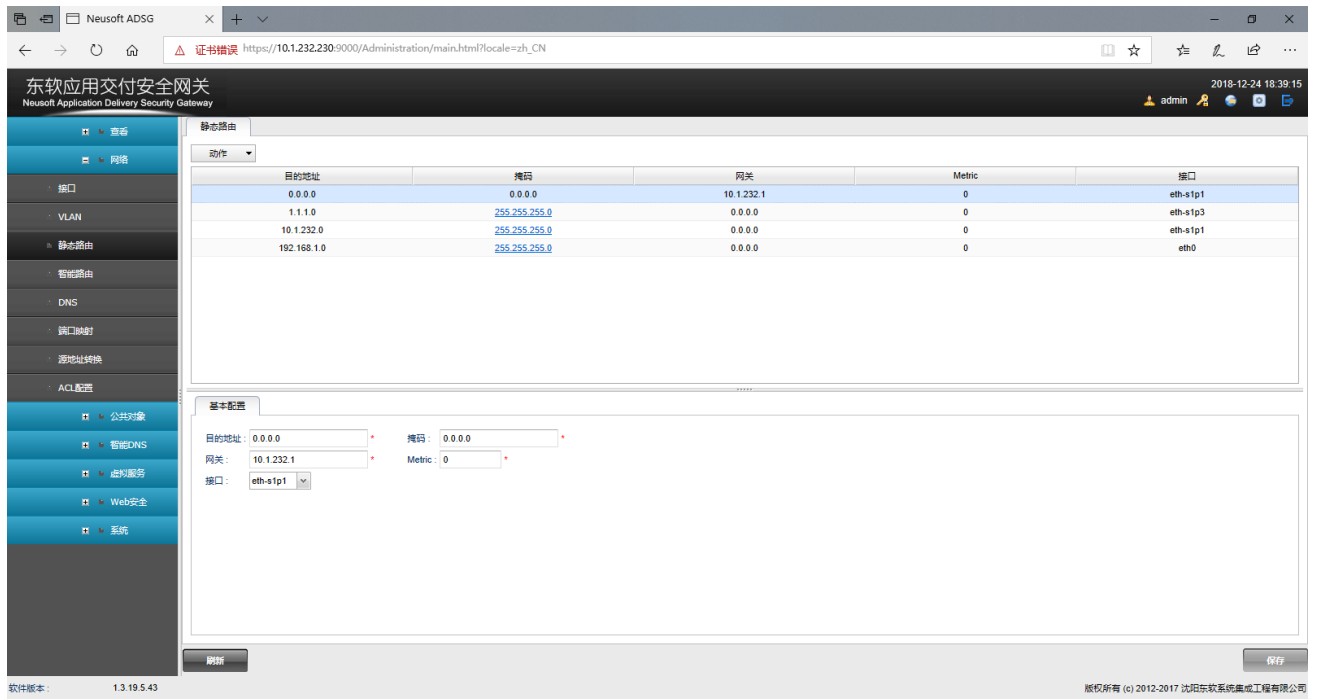 Neusoft ADSG
证书错误 https://10.1.232.230:9000/Administration/main.html?locale=zh_CN
东软应用交付安全网关
Neusoft Application Delivery Security Gateway
2018-12-24 18:39:15
admin
查看
网络
接口
VLAN
静态路由
智能路由
DNS
端口映射
源地址转换
ACL配置
公共对象
智能DNS
虚拟服务
Web安全
系统
静态路由
动作
目的地址 掩码 网关 Metric 接口
0.0.0.0 0.0.0.0 10.1.232.1 0 eth-s1p1
1.1.1.0 255.255.255.0 0.0.0.0 0 eth-s1p3
10.1.232.0 255.255.255.0 0.0.0.0 0 eth-s1p1
192.168.1.0 255.255.255.0 0.0.0.0 0 eth0
基本配置
目的地址: 0.0.0.0 * 掩码: 0.0.0.0 *
网关: 10.1.232.1 * Metric: 0 *
接口: eth-s1p1
刷新 保存
软件版本: 1.3.19.5.43 版权所有 (c) 2012-2017 沈阳东软系统集成工程有限公司